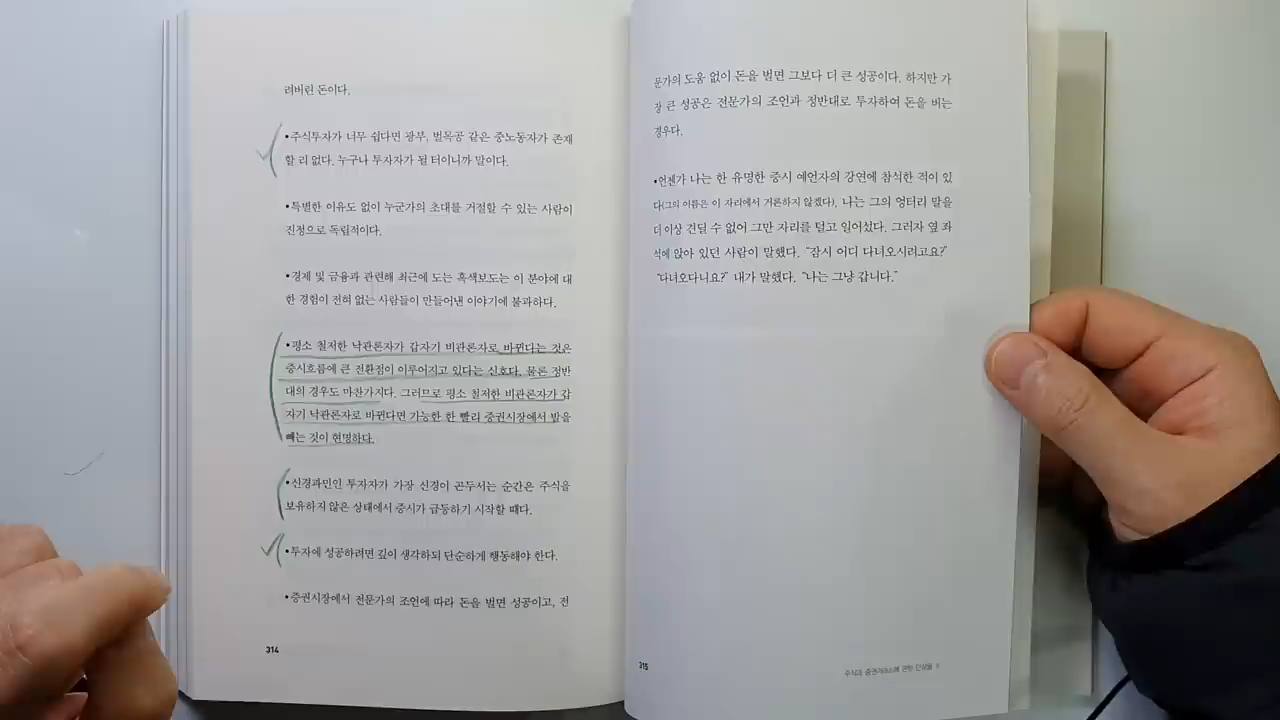 려버린 돈이다.
•주식투자가 너무 쉽다면 광부, 벌목공 같은 중노동자가 존재
할 리 없다. 누구나 투자자가 될 터이니까 말이다.
•특별한 이유도 없이 누군가의 초대를 거절할 수 있는 사람이
진정으로 독립적이다.
•경제 및 금융과 관련해 최근에 도는 흑색보도는 이 분야에 대
한 경험이 전혀 없는 사람들이 만들어낸 이야기에 불과하다.
•평소 철저한 낙관론자가 갑자기 비관론자로 바뀐다는 것은
증시흐름에 큰 전환점이 이루어지고 있다는 신호다. 물론 정반
대의 경우도 마찬가지다. 그러므로 평소 철저한 비관론자가 갑
자기 낙관론자로 바뀐다면 가능한 한 빨리 증권시장에서 발을
빼는 것이 현명하다.
•신경과민인 투자자가 가장 신경이 곤두서는 순간은 주식을
보유하지 않은 상태에서 증시가 급등하기 시작할 때다.
•투자에 성공하려면 깊이 생각하되 단순하게 행동해야 한다.
•증권시장에서 전문가의 조언에 따라 돈을 벌면 성공이고, 전
314
문가의 도움 없이 돈을 벌면 그보다 더 큰 성공이다. 하지만 가
장 큰 성공은 전문가의 조언과 정반대로 투자하여 돈을 버는
경우다.
•언젠가 나는 한 유명한 증시 예언자의 강연에 참석한 적이 있
다(그의 이름은 이 자리에서 거론하지 않겠다). 나는 그의 엉터리 말을
더 이상 견딜 수 없어 그만 자리를 털고 일어섰다. 그러자 옆 좌
석에 앉아 있던 사람이 말했다. “잠시 어디 다녀오시려고요?”
“다녀오다니요?” 내가 말했다. “나는 그냥 갑니다.”
315
주식과 증권거래소에 관한 단상들